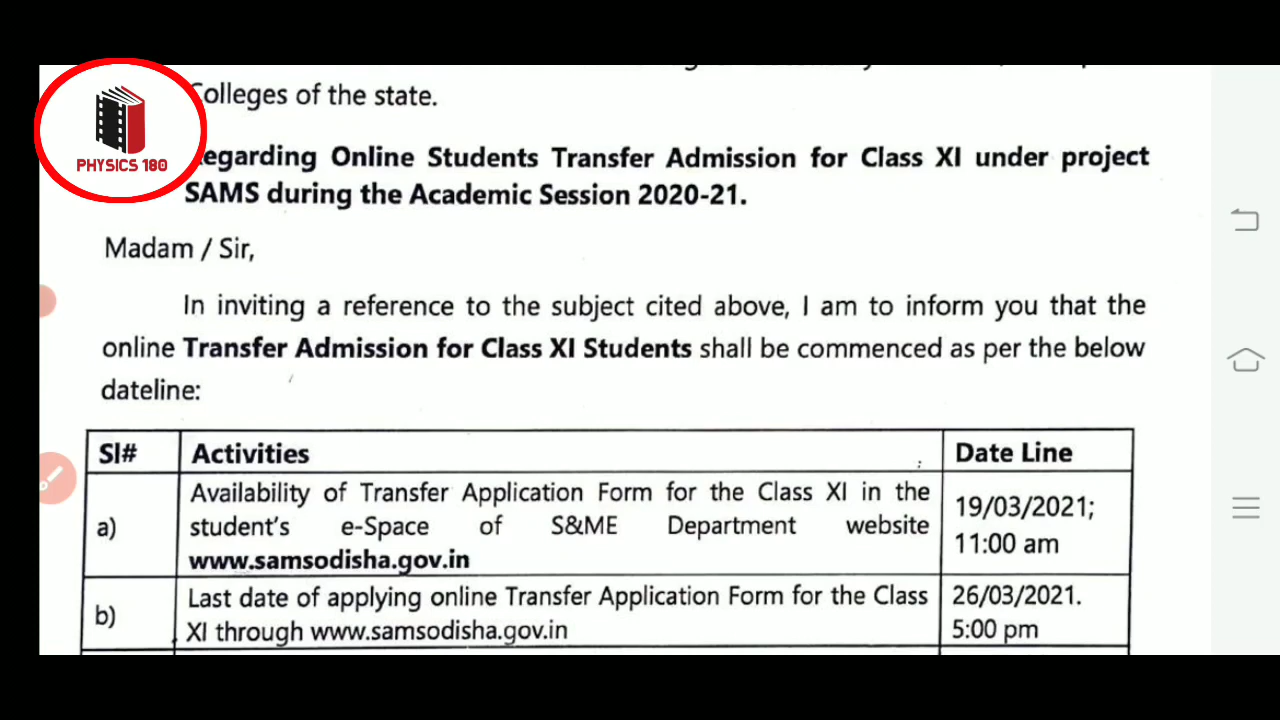 Colleges of the state.
PHYSICS 180
Regarding Online Students Transfer Admission for Class XI under project
SAMS during the Academic Session 2020-21.
Madam / Sir,
In inviting a reference to the subject cited above, I am to inform you that the
online Transfer Admission for Class XI Students shall be commenced as per the below
dateline:
Sl# Activities Date Line
a) Availability of Transfer Application Form for the Class XI in the
student's e-Space of S&ME Department website
www.samsodisha.gov.in
19/03/2021;
11:00 am
b) Last date of applying online Transfer Application Form for the Class
XI through www.samsodisha.gov.in
26/03/2021.
5:00 pm